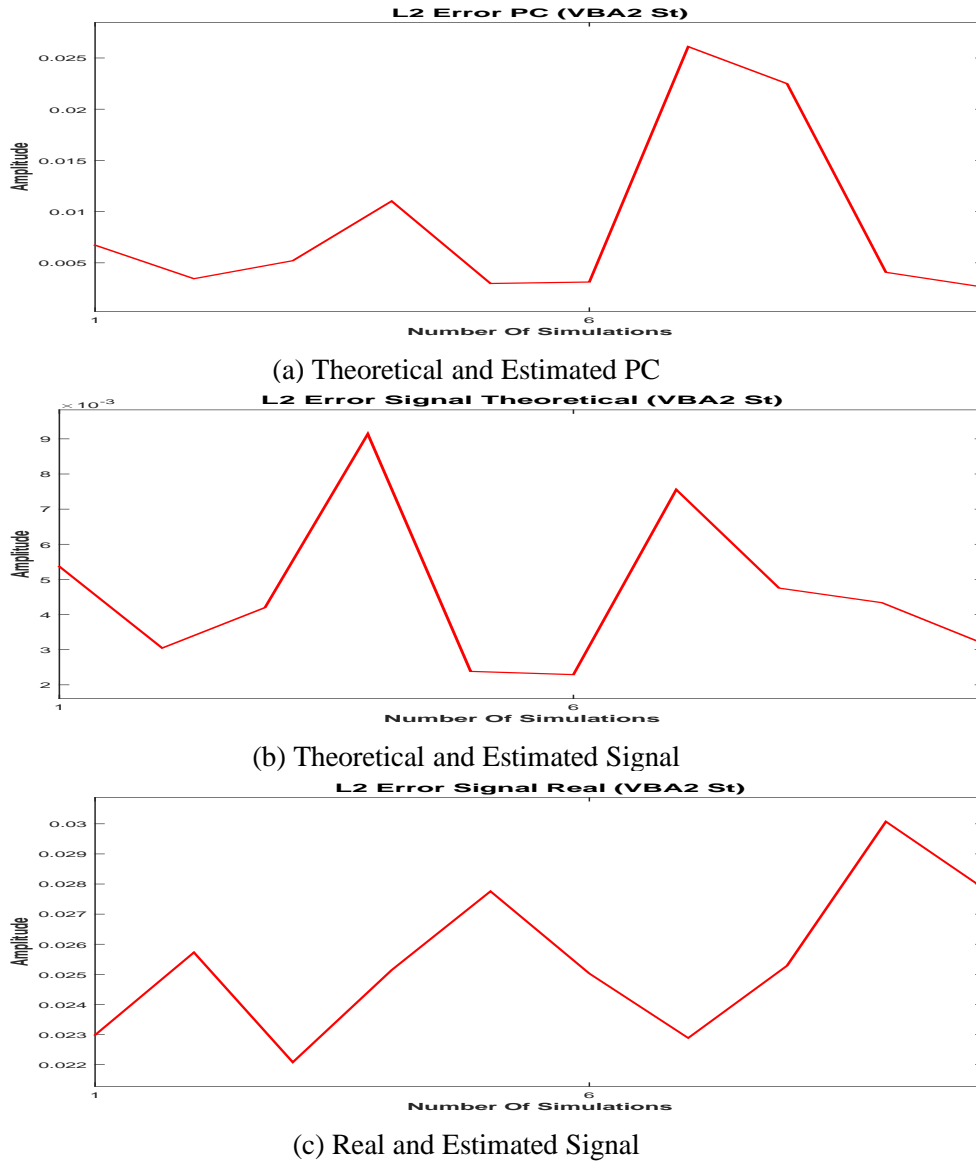 L2 Error PC (VBA2 St)
0.025
0.02
0.015
0.01
0.005
Amplitude
1 6
Number Of Simulations
(a) Theoretical and Estimated PC
× 10^-3
L2 Error Signal Theoretical (VBA2 St)
9
8
7
6
5
4
3
2
Amplitude
1 6
Number Of Simulations
(b) Theoretical and Estimated Signal
L2 Error Signal Real (VBA2 St)
0.03
0.029
0.028
0.027
0.026
0.025
0.024
0.023
0.022
Amplitude
1 6
Number Of Simulations
(c) Real and Estimated Signal